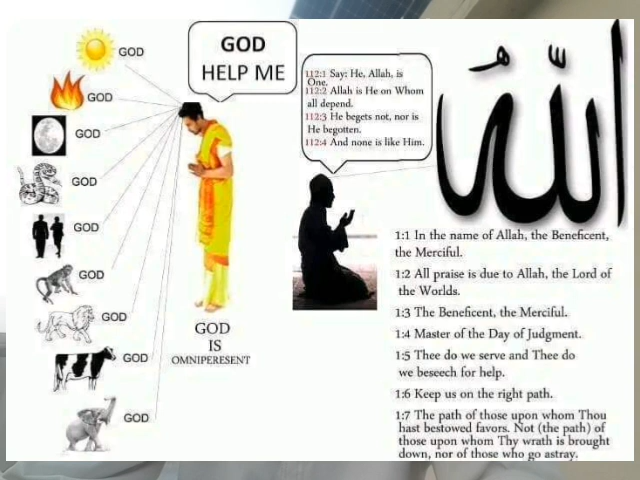 GOD
HELP ME
GOD
GOD
GOD
GOD
GOD
GOD
GOD
GOD
GOD
GOD
IS
OMNIPERESENT
112:1 Say: He, Allah, is
One.
112:2 Allah is He on Whom
all depend.
112:3 He begets not, nor is
He begotten.
112:4 And none is like Him.
الله
1:1 In the name of Allah, the Beneficent,
the Merciful.
1:2 All praise is due to Allah, the Lord of
the Worlds.
1:3 The Beneficent, the Merciful.
1:4 Master of the Day of Judgment.
1:5 Thee do we serve and Thee do
we beseech for help.
1:6 Keep us on the right path.
1:7 The path of those upon whom Thou
hast bestowed favors. Not (the path) of
those upon whom Thy wrath is brought
down, nor of those who go astray.